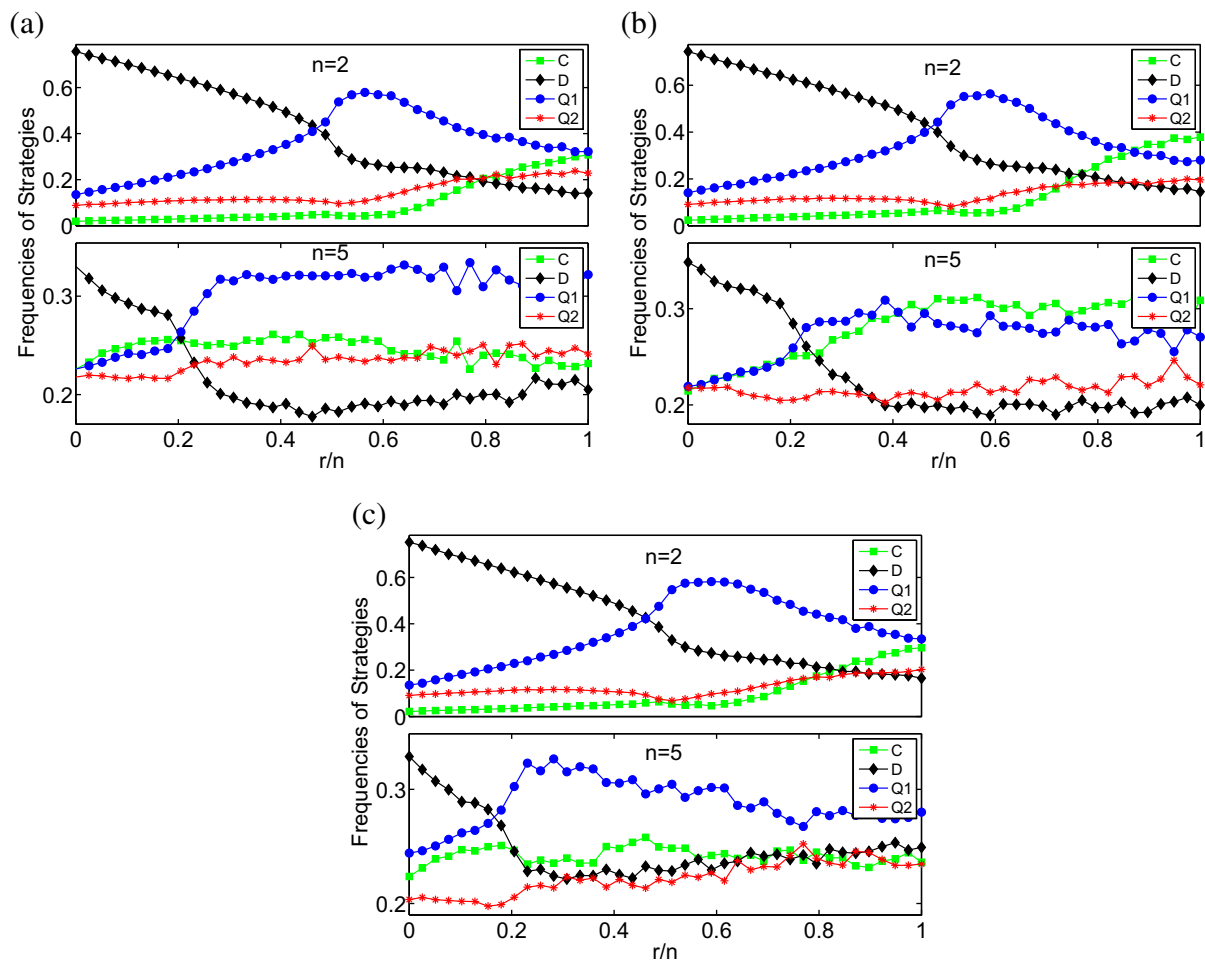 (a)
Frequencies of Strategies
n=2
C
D
Q1
Q2
0.6
0.4
0.2
0
n=5
C
D
Q1
Q2
0.3
0.2
0 0.2 0.4 0.6 0.8 1
r/n
(b)
Frequencies of Strategies
n=2
C
D
Q1
Q2
0.6
0.4
0.2
0
n=5
C
D
Q1
Q2
0.3
0.2
0 0.2 0.4 0.6 0.8 1
r/n
(c)
Frequencies of Strategies
n=2
C
D
Q1
Q2
0.6
0.4
0.2
0
n=5
C
D
Q1
Q2
0.3
0.2
0 0.2 0.4 0.6 0.8 1
r/n